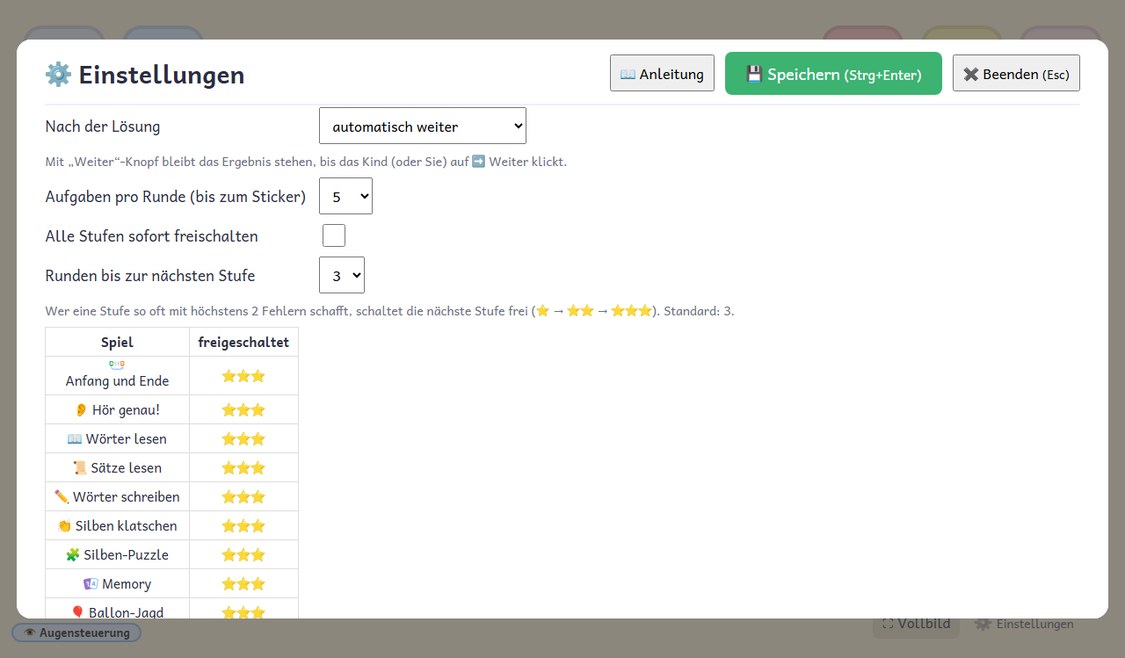 ⚙️ Einstellungen
📖 Anleitung
💾 Speichern (Strg+Enter)
✖ Beenden (Esc)
Nach der Lösung
automatisch weiter
Mit „Weiter“-Knopf bleibt das Ergebnis stehen, bis das Kind (oder Sie) auf ➡️ Weiter klickt.
Aufgaben pro Runde (bis zum Sticker)
5
Alle Stufen sofort freischalten
Runden bis zur nächsten Stufe
3
Wer eine Stufe so oft mit höchstens 2 Fehlern schafft, schaltet die nächste Stufe frei (⭐ → ⭐⭐ → ⭐⭐⭐). Standard: 3.
Spiel freigeschaltet
Anfang und Ende ⭐⭐⭐
👂 Hör genau! ⭐⭐⭐
📖 Wörter lesen ⭐⭐⭐
📜 Sätze lesen ⭐⭐⭐
✏️ Wörter schreiben ⭐⭐⭐
👏 Silben klatschen ⭐⭐⭐
🧩 Silben-Puzzle ⭐⭐⭐
Memory ⭐⭐⭐
🎈 Ballon-Jagd ⭐⭐⭐
👁 Augensteuerung
⛶ Vollbild
⚙️ Einstellungen